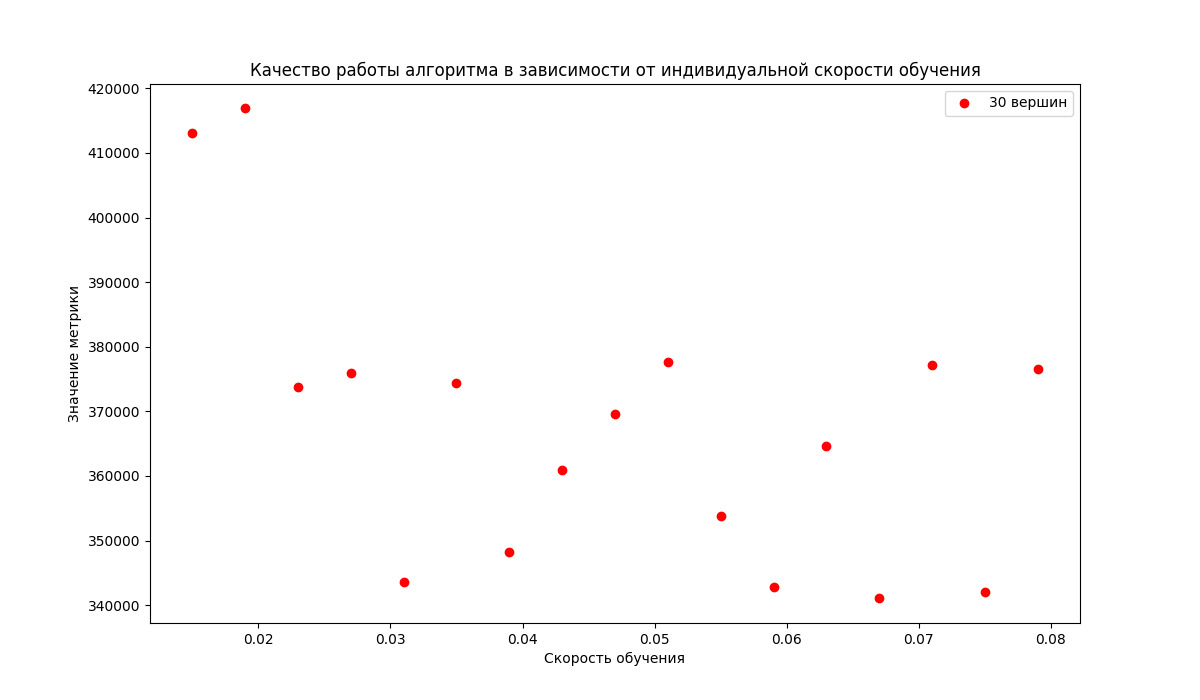 Качество работы алгоритма в зависимости от индивидуальной скорости обучения
30 вершин
420000
410000
400000
390000
380000
370000
360000
350000
340000
Значение метрики
0.02 0.03 0.04 0.05 0.06 0.07 0.08
Скорость обучения